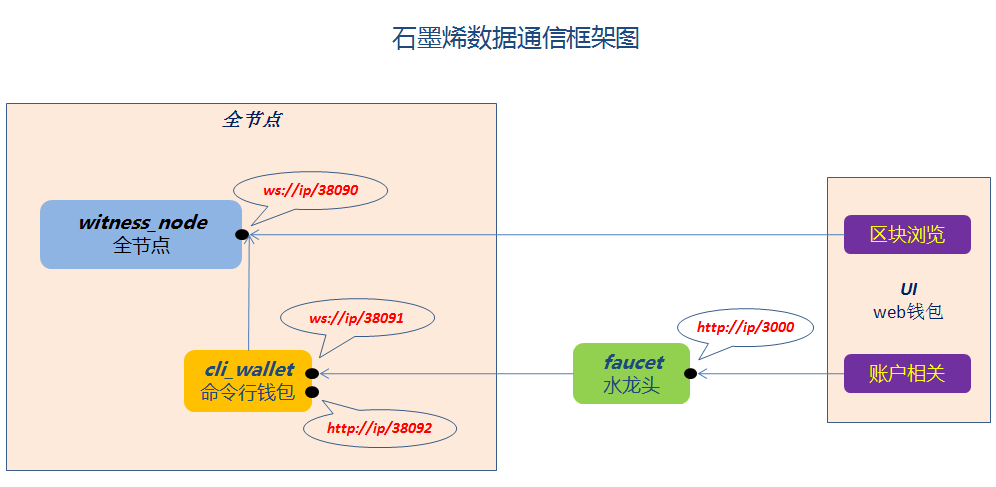 石墨烯数据通信框架图
全节点
ws://ip/38090
witness_node
全节点
区块浏览
UI
web钱包
ws://ip/38091
http://ip/3000
cli_wallet
命令行钱包
faucet
水龙头
账户相关
http://ip/38092